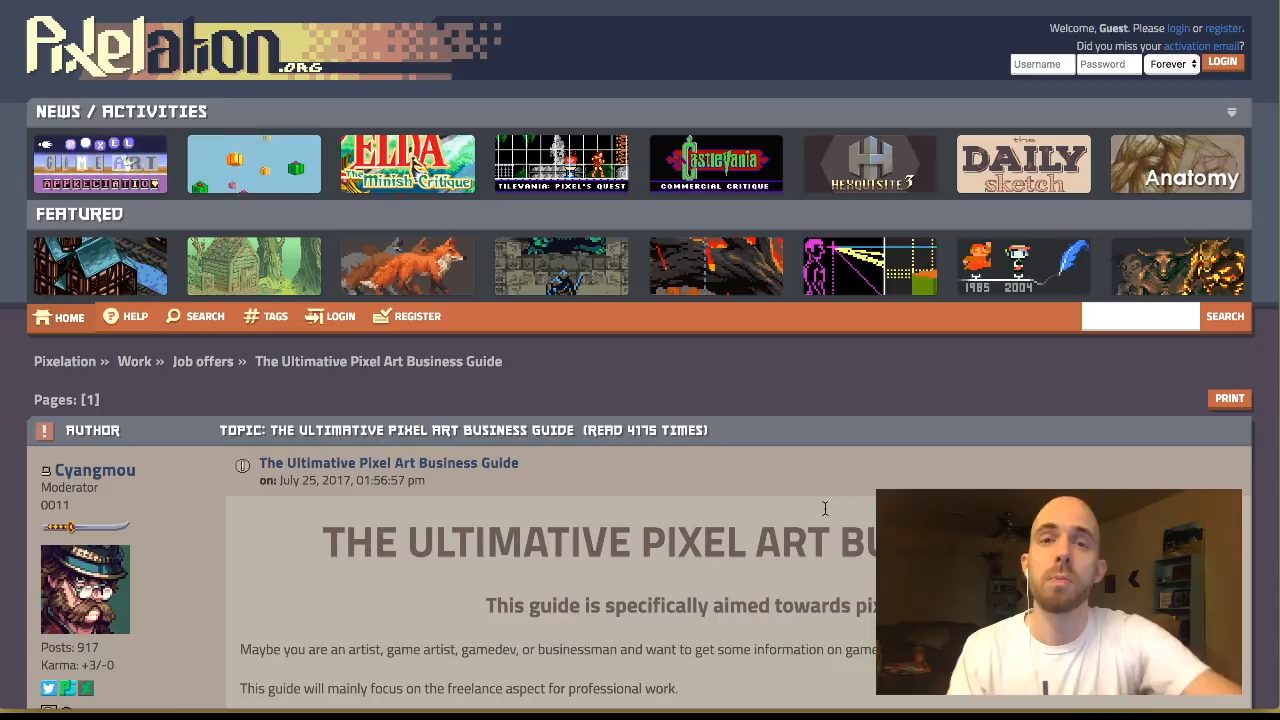 Pixelation
.ORG
Welcome, Guest. Please login or register.
Did you miss your activation email?
Username Password Forever LOGIN
NEWS / ACTIVITIES
PIXEL
GAME ART
APPRECIATIV
ELDA
The Minish Critique
TILEVANIA: PIXEL'S QUEST
Castlevania
COMMERCIAL CRITIQUE
HEXQUISITE 3
the
DAILY
sketch
Anatomy
FEATURED
1985 2004
HOME HELP SEARCH TAGS LOGIN REGISTER SEARCH
Pixelation » Work » Job offers » The Ultimative Pixel Art Business Guide
Pages: [1] PRINT
AUTHOR TOPIC: THE ULTIMATIVE PIXEL ART BUSINESS GUIDE (READ 4175 TIMES)
Cyangmou
Moderator
0011
Posts: 917
Karma: +3/-0
The Ultimative Pixel Art Business Guide
on: July 25, 2017, 01:56:57 pm
THE ULTIMATIVE PIXEL ART BU
This guide is specifically aimed towards pix
Maybe you are an artist, game artist, gamedev, or businessman and want to get some information on game
This guide will mainly focus on the freelance aspect for professional work.